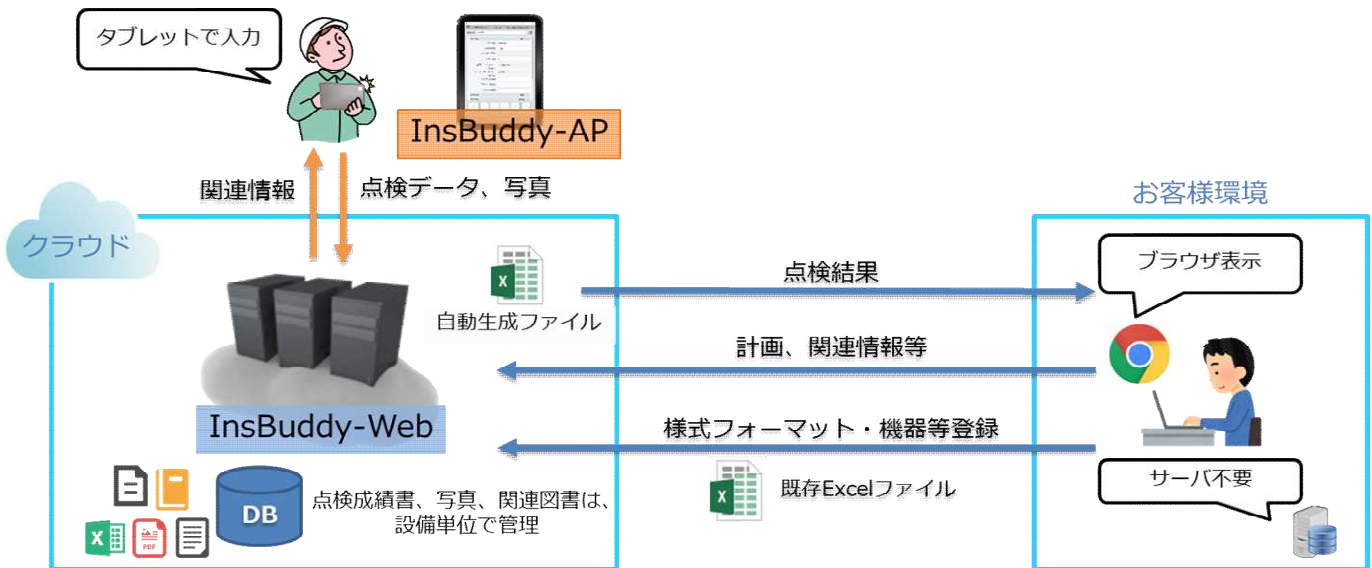 タブレットで入力
InsBuddy-AP
関連情報
点検データ、写真
クラウド
お客様環境
ブラウザ表示
点検結果
自動生成ファイル
計画、関連情報等
InsBuddy-Web
様式フォーマット・機器等登録
既存Excelファイル
サーバ不要
DB
点検成績書、写真、関連図書は、
設備単位で管理
X
X
X
PDF